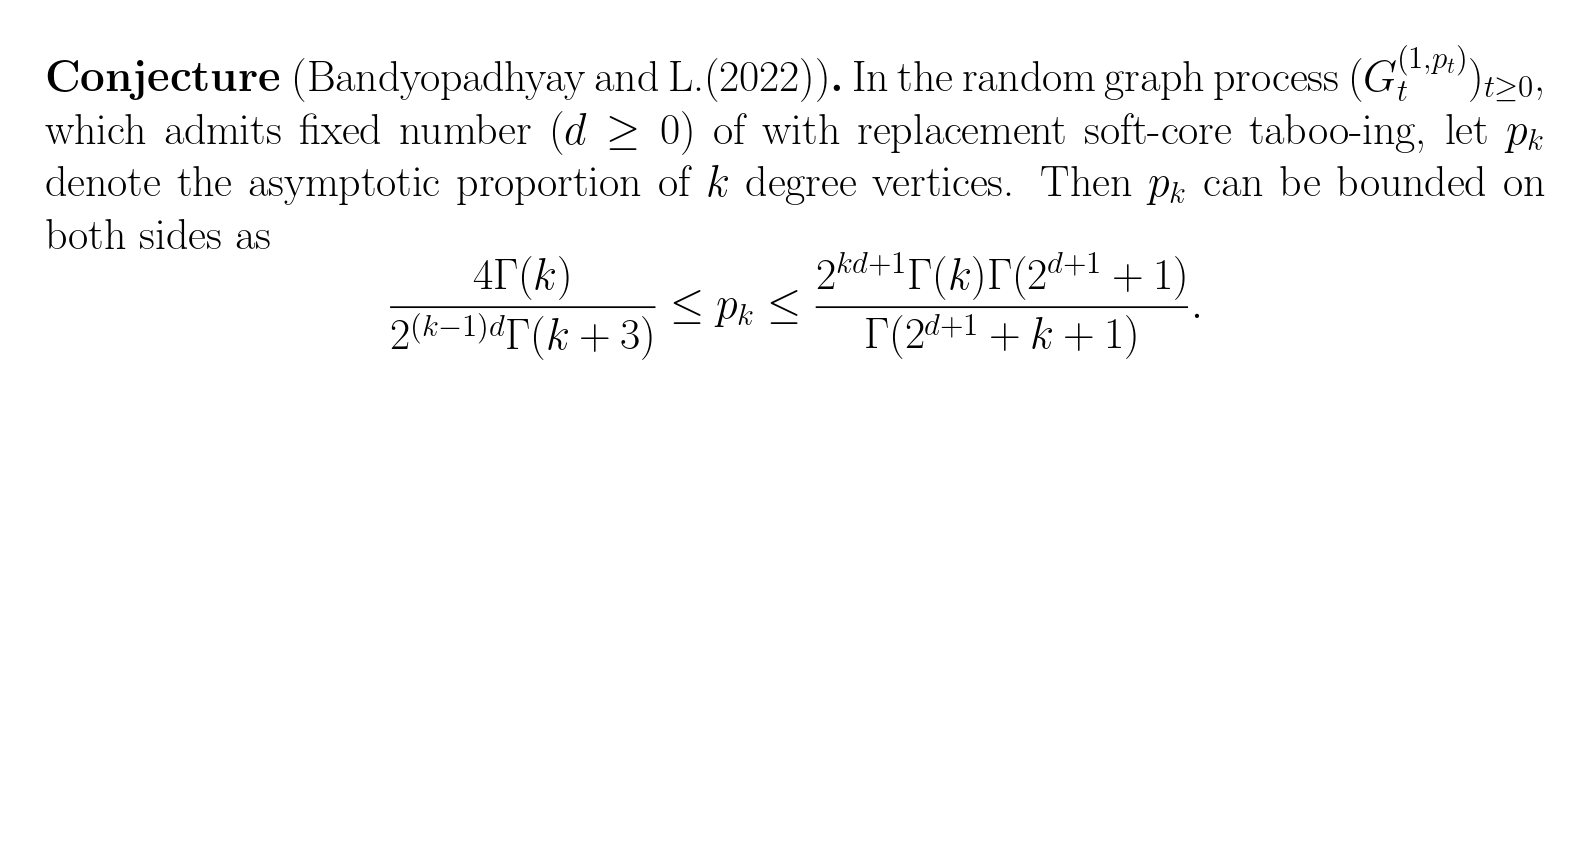 Conjecture (Bandyopadhyay and L.(2022)). In the random graph process $(G_t^{(1,p_t)})_{t\geq 0}$,
which admits fixed number $(d \geq 0)$ of with replacement soft-core taboo-ing, let $p_k$
denote the asymptotic proportion of $k$ degree vertices. Then $p_k$ can be bounded on
both sides as
$\frac{4\Gamma(k)}{2^{(k-1)d}\Gamma(k+3)} \leq p_k \leq \frac{2^{kd+1}\Gamma(k)\Gamma(2^{d+1}+1)}{\Gamma(2^{d+1}+k+1)}.$